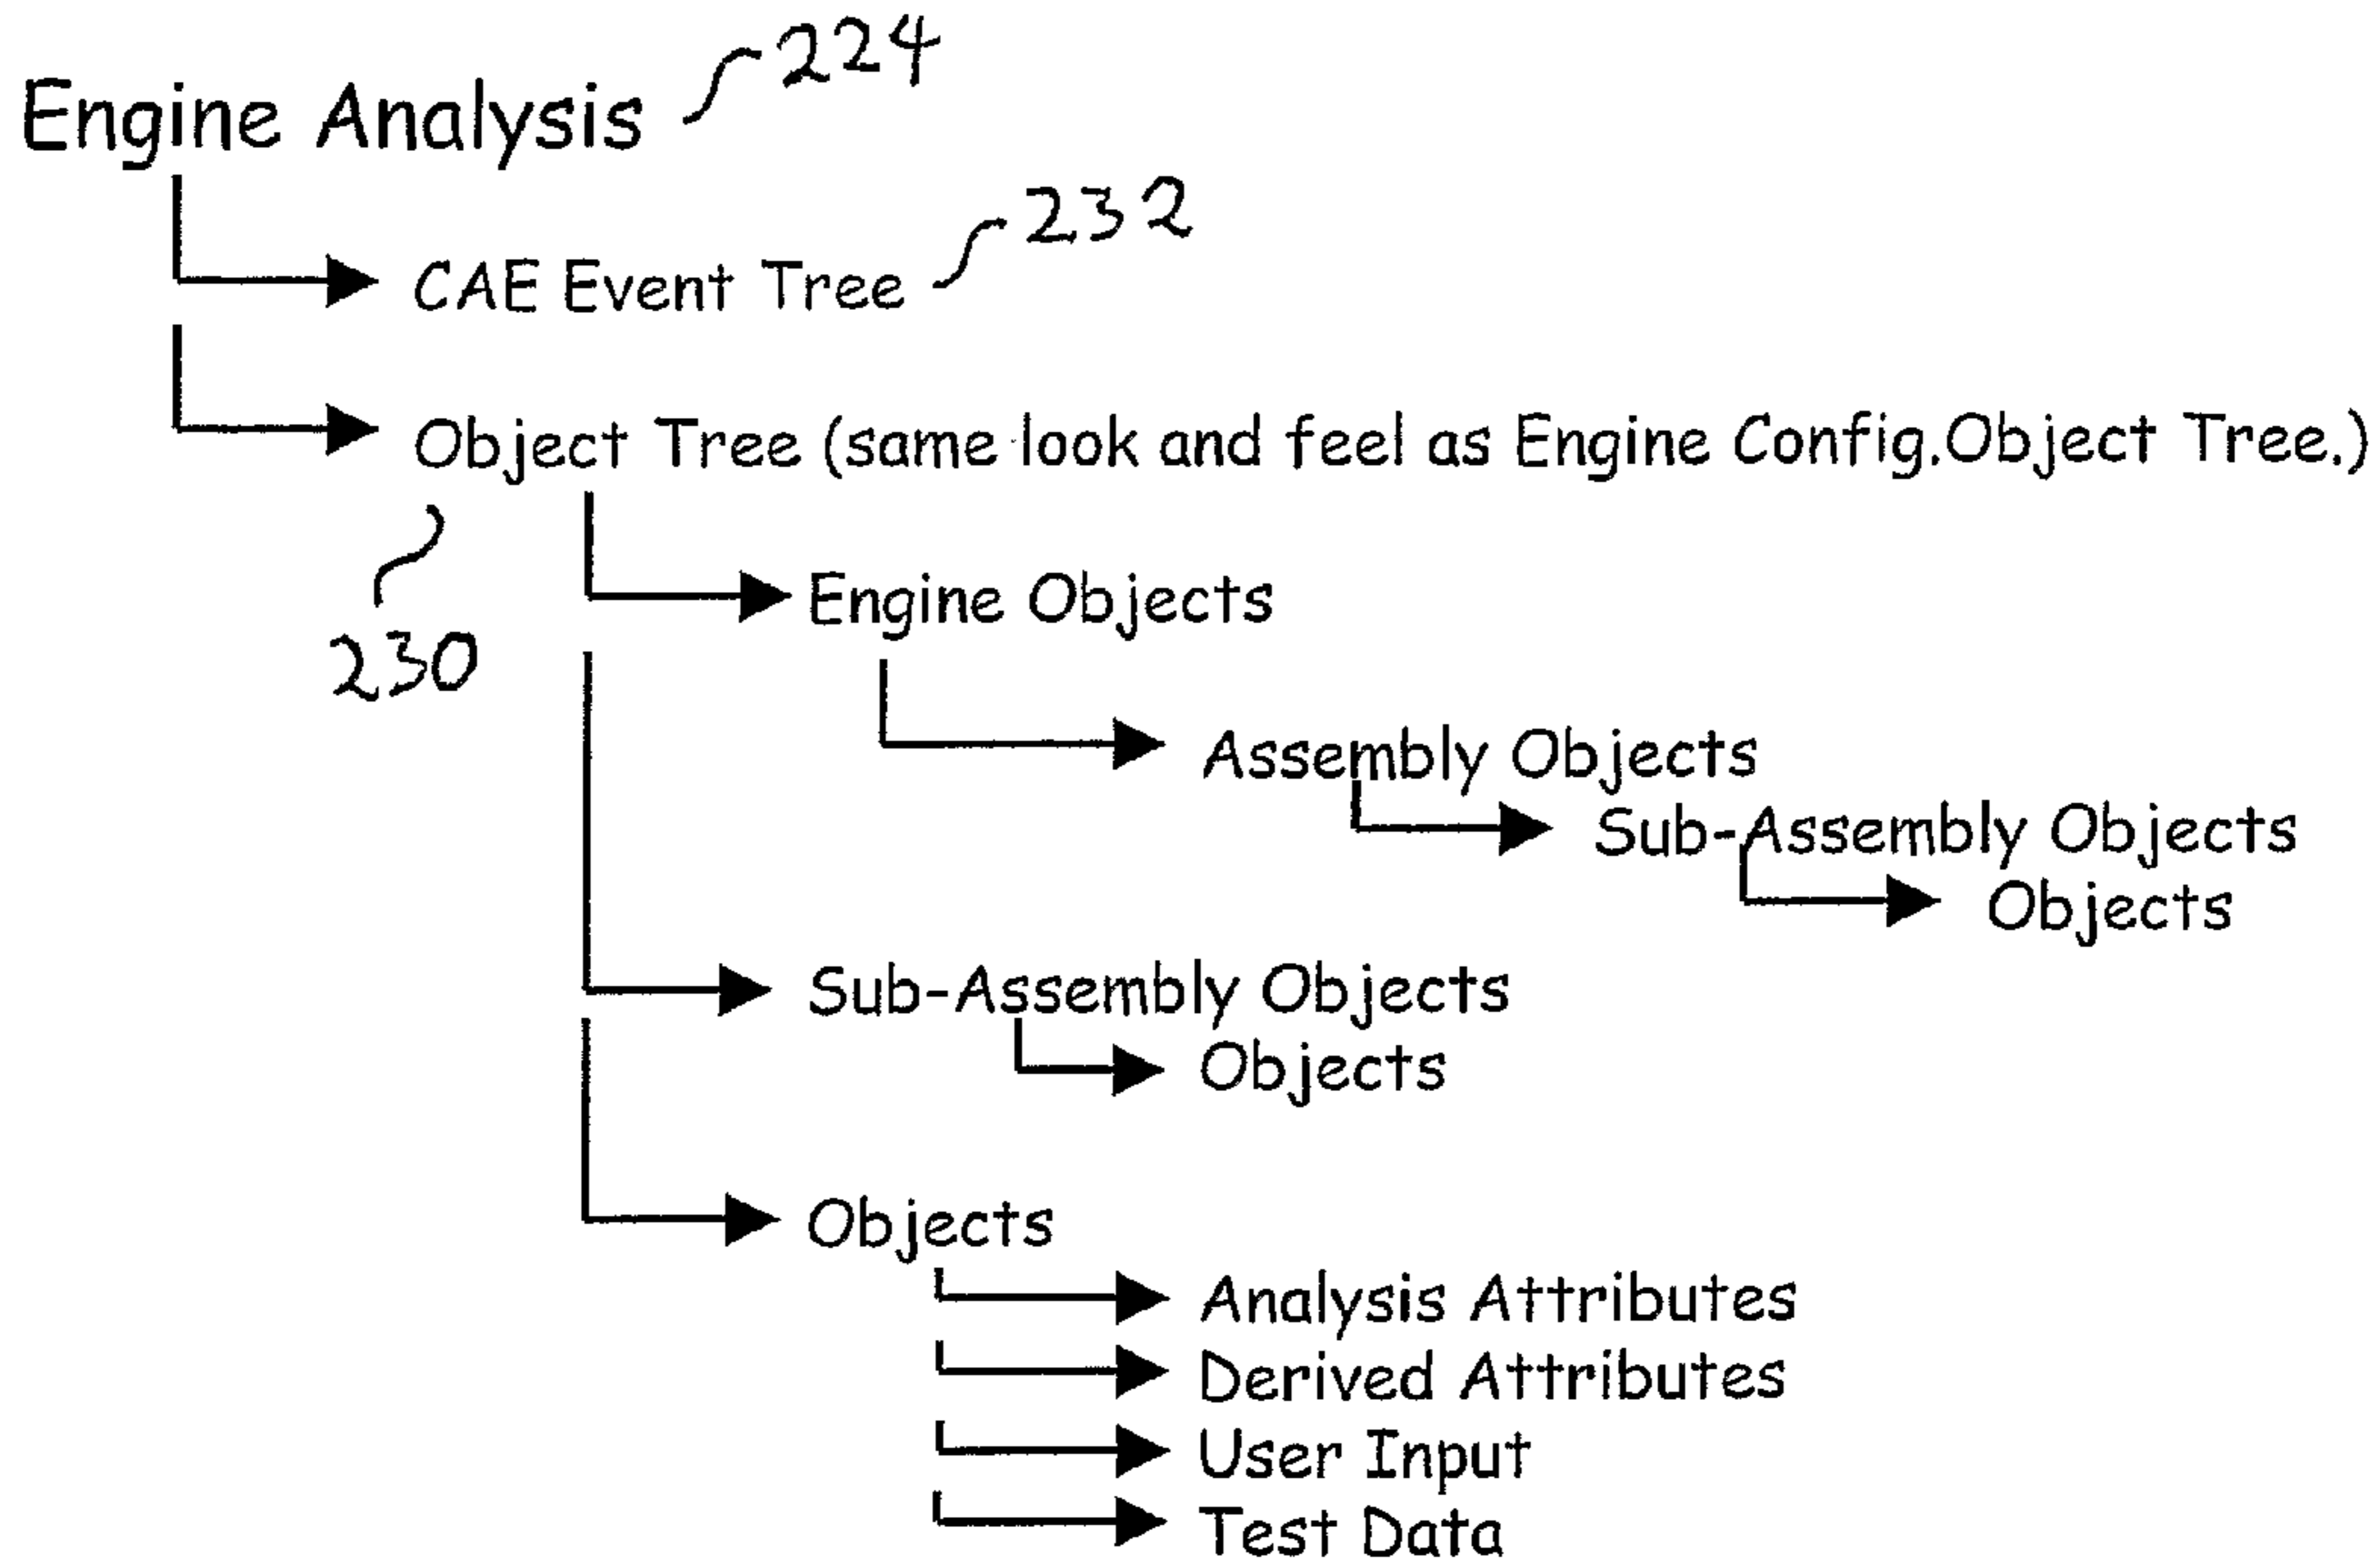 224
Engine Analysis
232
CAE Event Tree
Object Tree (same look and feel as Engine Config.Object Tree.)
230
Engine Objects
Assembly Objects
Sub-Assembly Objects
Objects
Sub-Assembly Objects
Objects
Objects
Analysis Attributes
Derived Attributes
User Input
Test Data